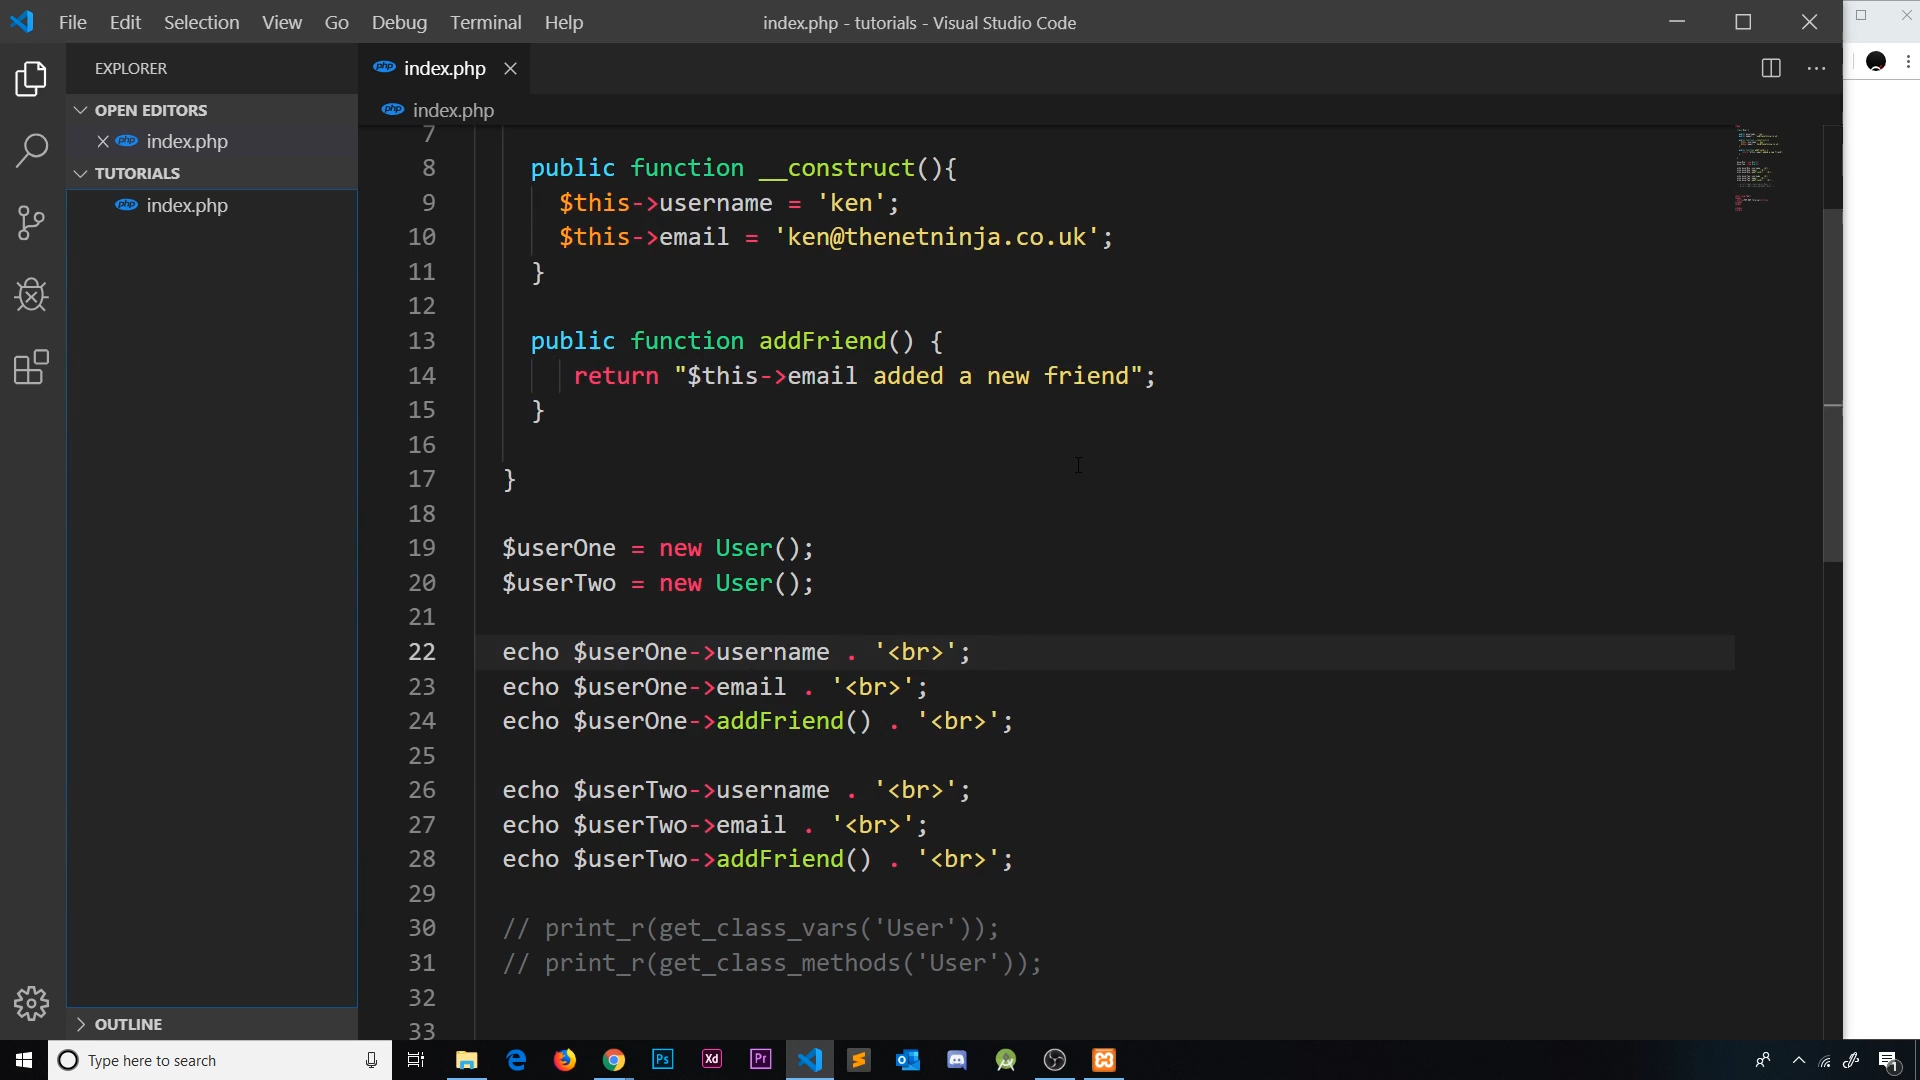 File Edit Selection View Go Debug Terminal Help
index.php - tutorials - Visual Studio Code
EXPLORER
OPEN EDITORS
index.php
TUTORIALS
index.php
OUTLINE
index.php
index.php
7
8 public function __construct(){
9 $this->username = 'ken';
10 $this->email = 'ken@thenetninja.co.uk';
11 }
12
13 public function addFriend() {
14 return "$this->email added a new friend";
15 }
16
17 }
18
19 $userOne = new User();
20 $userTwo = new User();
21
22 echo $userOne->username . '<br>';
23 echo $userOne->email . '<br>';
24 echo $userOne->addFriend() . '<br>';
25
26 echo $userTwo->username . '<br>';
27 echo $userTwo->email . '<br>';
28 echo $userTwo->addFriend() . '<br>';
29
30 // print_r(get_class_vars('User'));
31 // print_r(get_class_methods('User'));
32
33
Type here to search
Ps
Xd
Pr
1